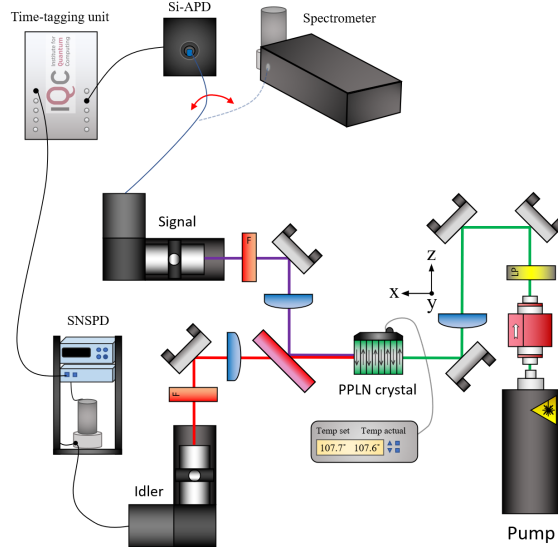 Time-tagging unit
Si-APD
Spectrometer
IQC
Institute for
Quantum
Computing
Signal
F
z
x
y
LP
SNSPD
PPLN crystal
F
Temp set Temp actual
107.7° 107.6°
Idler
Pump